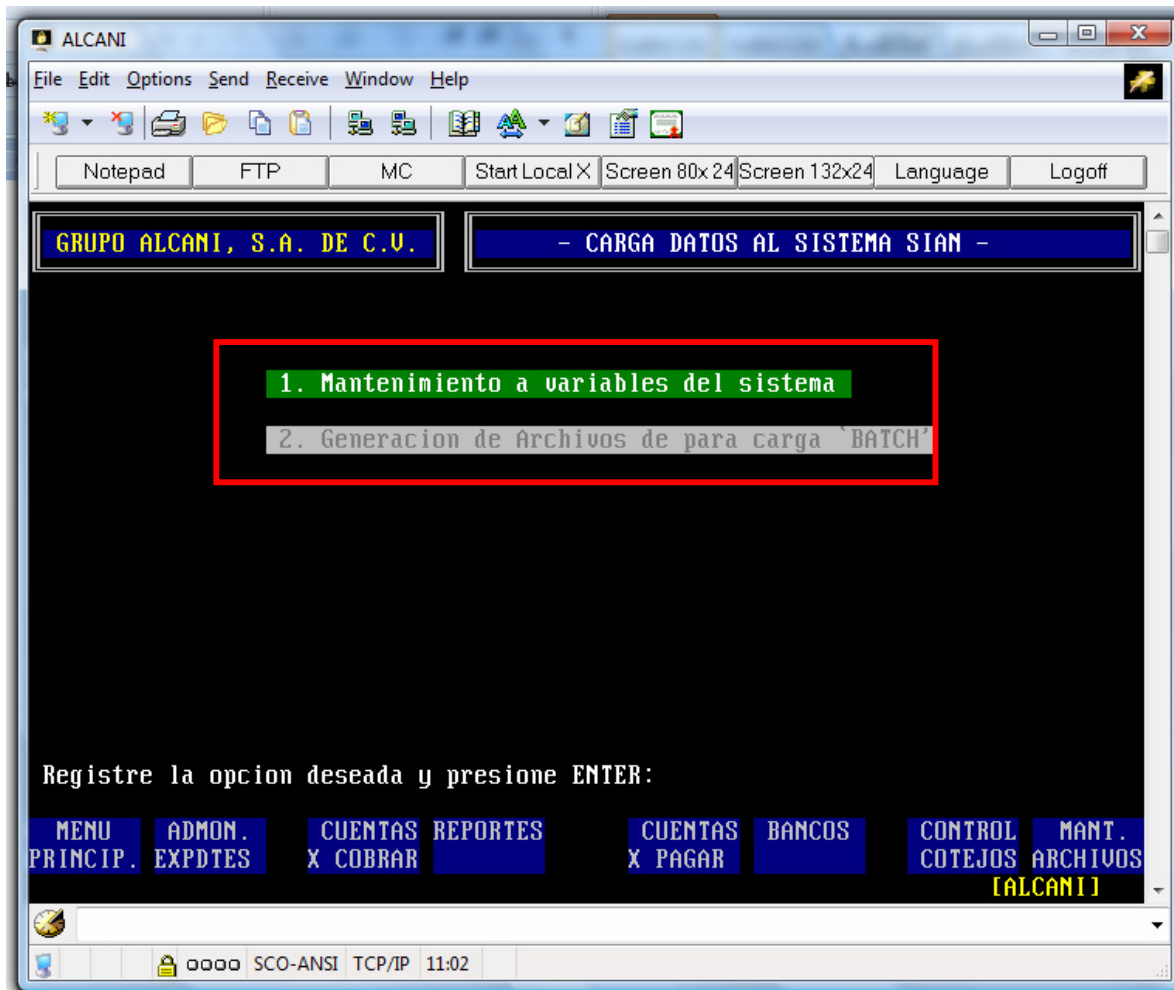 ALCANI
File Edit Options Send Receive Window Help
Notepad FTP MC Start Local X Screen 80x 24 Screen 132x24 Language Logoff
GRUPO ALCANI, S.A. DE C.V. - CARGA DATOS AL SISTEMA SIAN -
1. Mantenimiento a variables del sistema
2. Generacion de Archivos de para carga `BATCH'
Registre la opcion deseada y presione ENTER:
MENU ADMON. CUENTAS REPORTES CUENTAS BANCOS CONTROL MANT.
PRINCIP. EXPDTES X COBRAR X PAGAR COTEJOS ARCHIVOS
[ALCANI]
SCO-ANSI TCP/IP 11:02